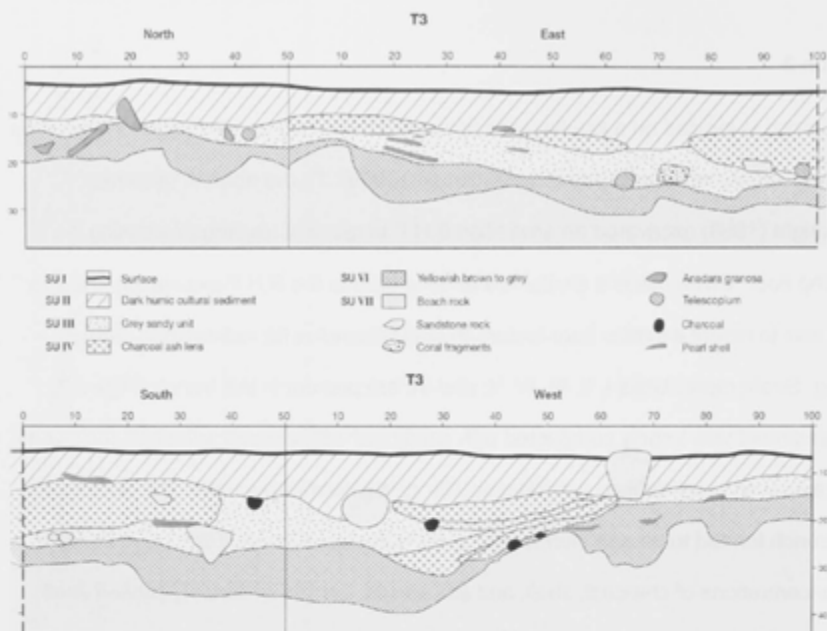 T3
North East
0 10 20 30 40 50 10 20 30 40 50 60 70 80 90 100
10
20
30
SU I Surface
SU II Dark humic cultural sediment
SU III Grey sandy unit
SU IV Charcoal ash lens
SU VI Yellowish brown to grey
SU VII Beach rock
Sandstone rock
Coral fragments
Anadara granosa
Telescopium
Charcoal
Pearl shell
T3
South West
0 10 20 30 40 50 10 20 30 40 50 60 70 80 90 100
10
20
30
40